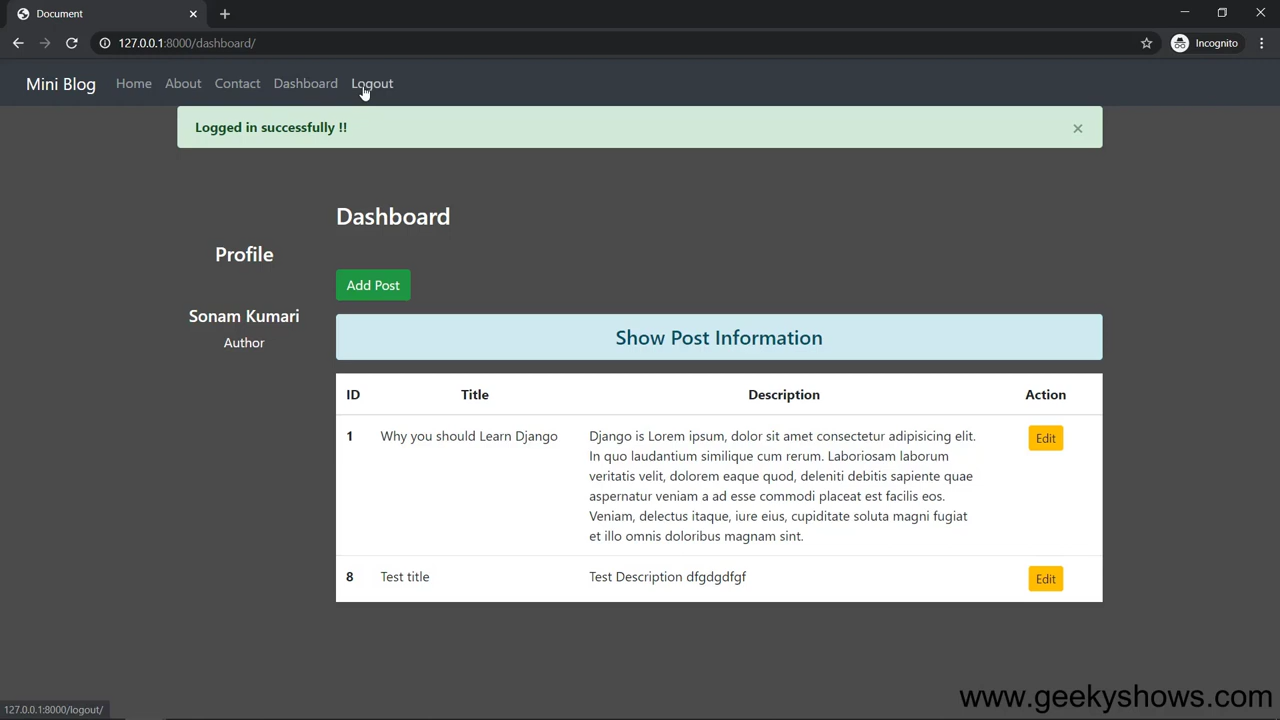 Document
127.0.0.1:8000/dashboard/
Incognito
Mini Blog Home About Contact Dashboard Logout
Logged in successfully !!
Dashboard
Profile
Add Post
Sonam Kumari
Author
Show Post Information
ID Title Description Action
1 Why you should Learn Django Django is Lorem ipsum, dolor sit amet consectetur adipisicing elit. Edit
In quo laudantium similique cum rerum. Laboriosam laborum
veritatis velit, dolorem eaque quod, deleniti debitis sapiente quae
aspernatur veniam a ad esse commodi placeat est facilis eos.
Veniam, delectus itaque, iure eius, cupiditate soluta magni fugiat
et illo omnis doloribus magnam sint.
8 Test title Test Description dfgdgdfgf Edit
www.geekyshows.com
127.0.0.1:8000/logout/